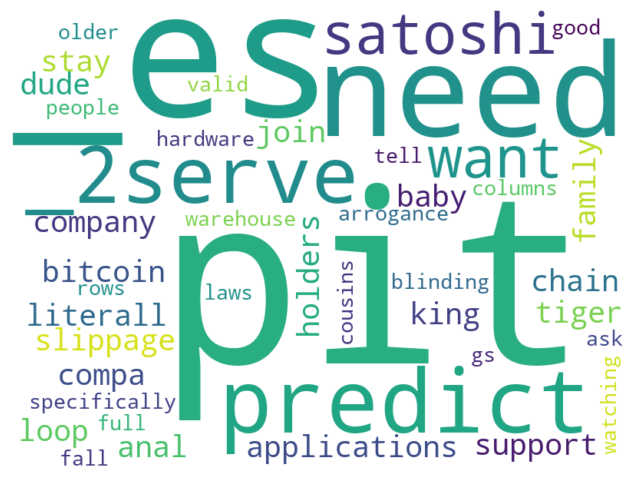 older
es
satoshi
good
stay
need
dude
valid
people
_
hardware
join
_2serve
tell
want
family
baby
columns
company
warehouse
arrogance
pit
holders
cousins
bitcoin
rows
laws
blinding
chain
literall
king
tiger
slippage
ask
gs
compa
predict
watching
specifically
loop
full
anal
applications
support
fall